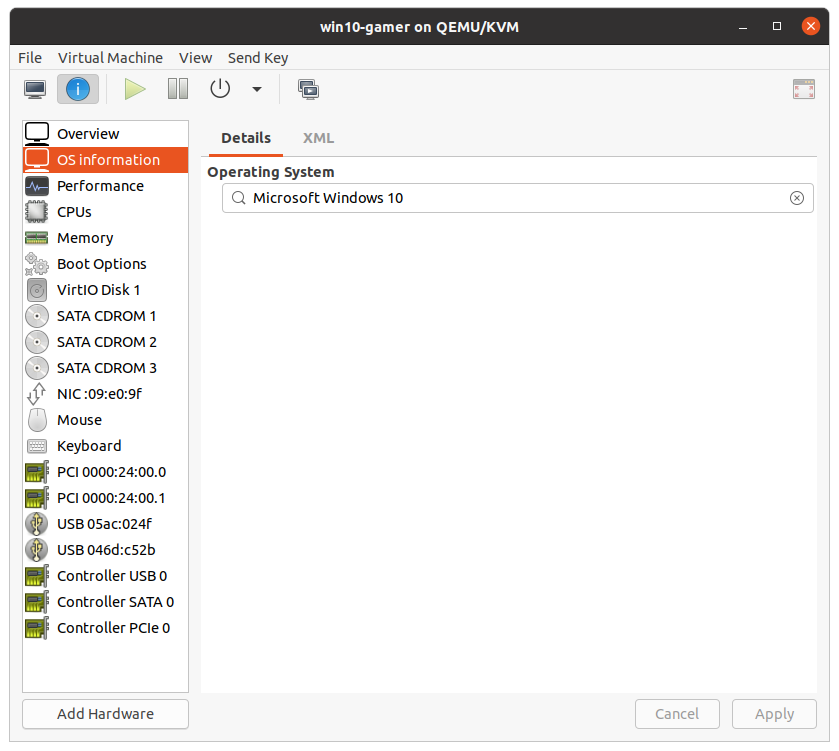 win10-gamer on QEMU/KVM
File Virtual Machine View Send Key
Overview
OS information
Performance
CPUs
Memory
Boot Options
VirtIO Disk 1
SATA CDROM 1
SATA CDROM 2
SATA CDROM 3
NIC :09:e0:9f
Mouse
Keyboard
PCI 0000:24:00.0
PCI 0000:24:00.1
USB 05ac:024f
USB 046d:c52b
Controller USB 0
Controller SATA 0
Controller PCIe 0
Add Hardware
Details XML
Operating System
Microsoft Windows 10
Cancel Apply